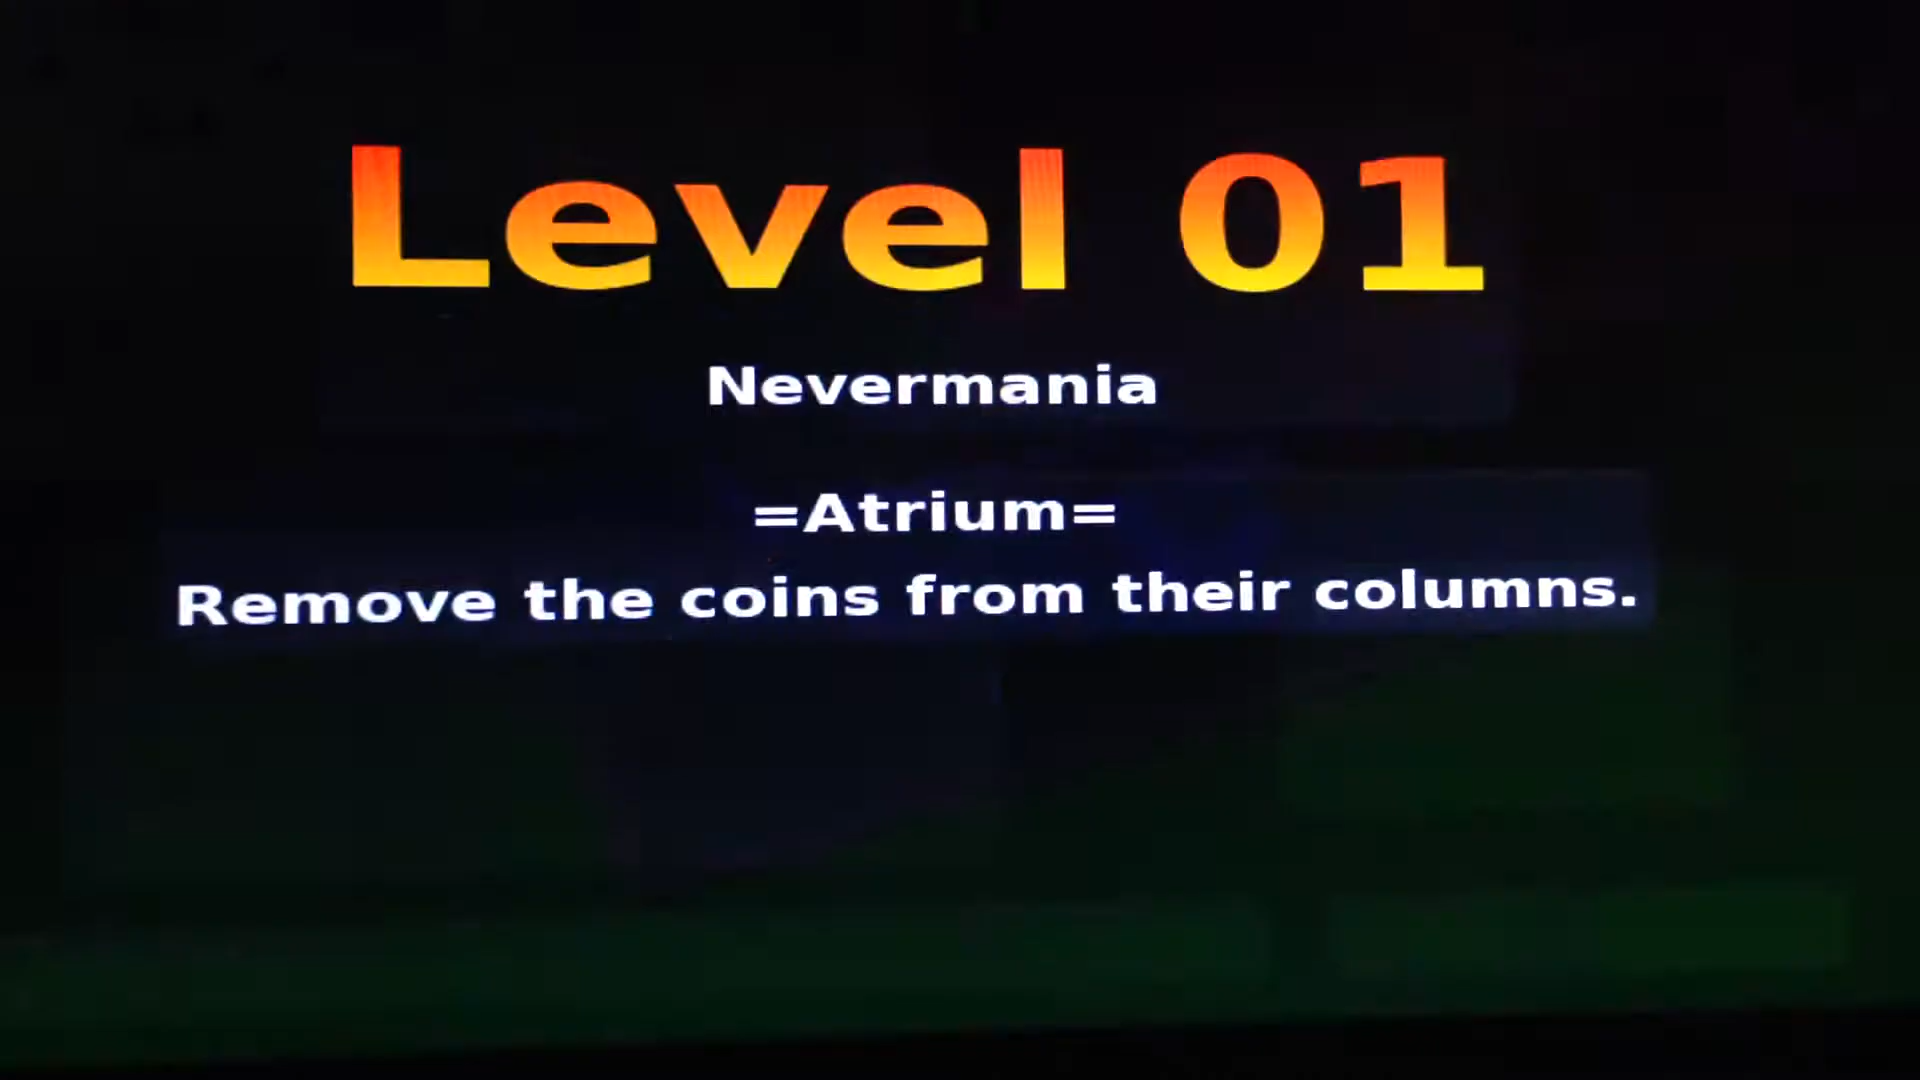 Level 01
Nevermania
=Atrium=
Remove the coins from their columns.